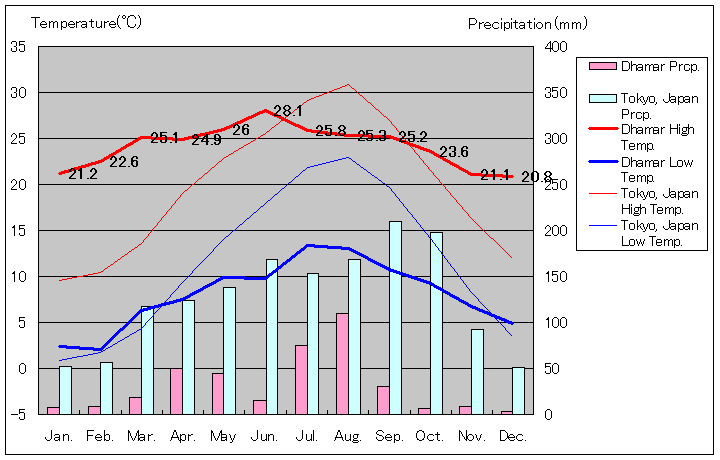 Temperature(℃)
Precipitation(mm)
35
30
25
20
15
10
5
0
-5
400
350
300
250
200
150
100
50
0
21.2
22.6
25.1
24.9
26
28.1
25.8
25.3
25.2
23.6
21.1
20.8
Jan. Feb. Mar. Apr. May Jun. Jul. Aug. Sep. Oct. Nov. Dec.
Dhamar Prcp.
Tokyo, Japan
Prcp.
Dhamar High
Temp.
Dhamar Low
Temp.
Tokyo, Japan
High Temp.
Tokyo, Japan
Low Temp.